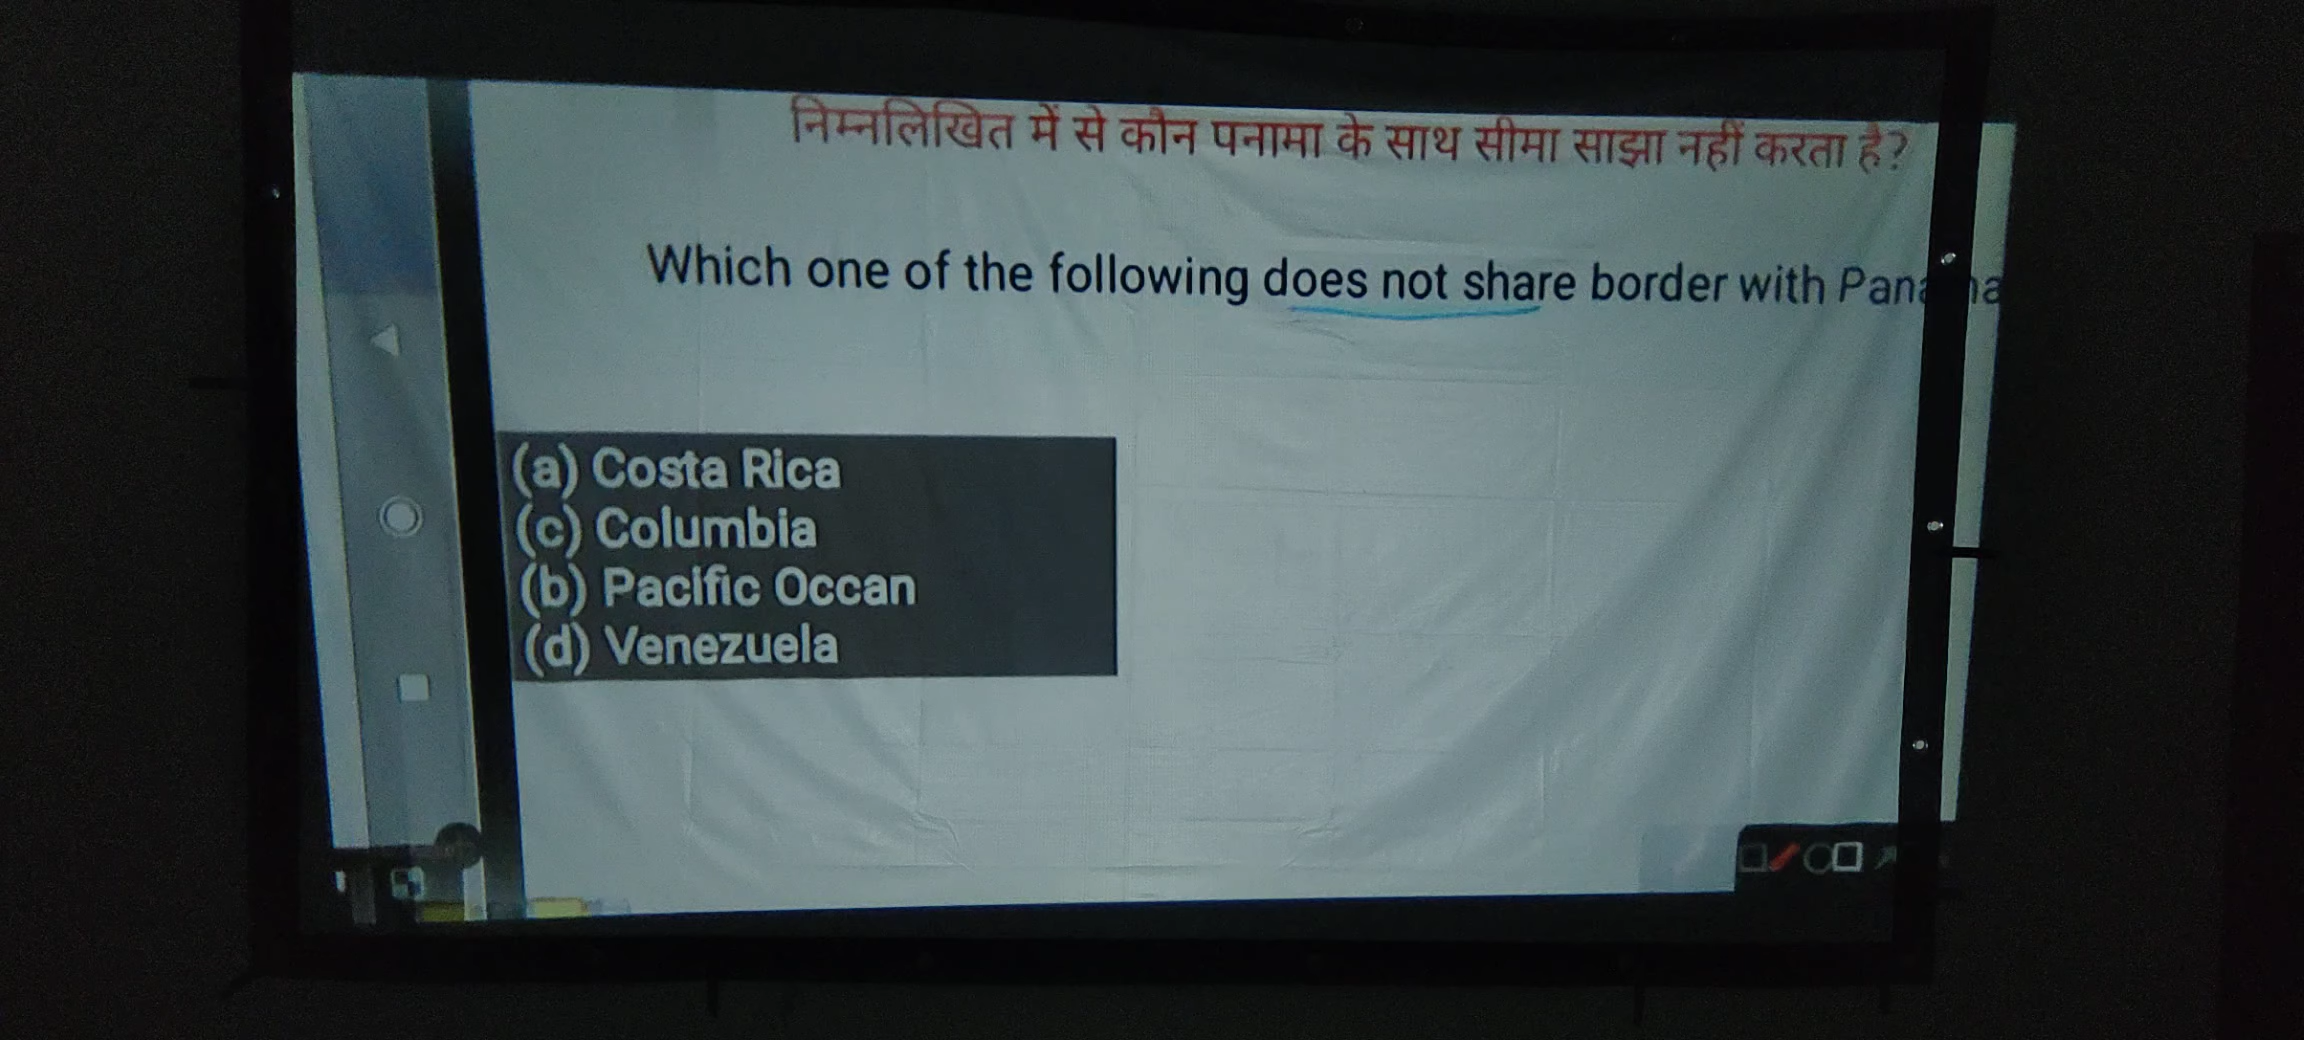 निम्नलिखित में से कौन पनामा के साथ सीमा साझा नहीं करता है?
Which one of the following does not share border with Panama
(a) Costa Rica
(c) Columbia
(b) Pacific Occan
(d) Venezuela